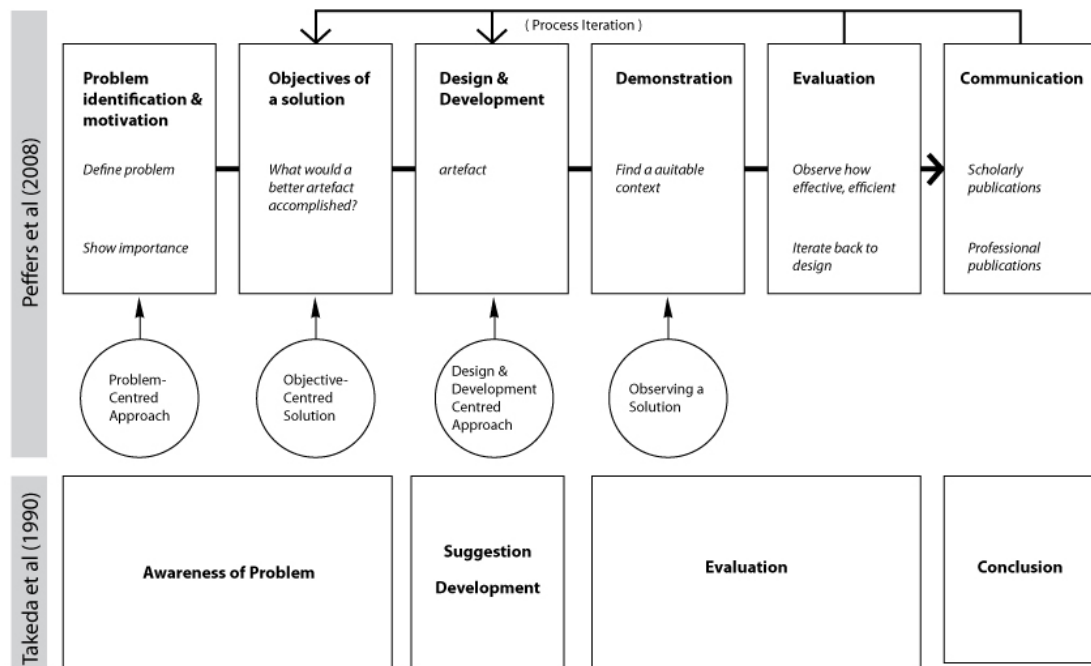 ( Process Iteration )
Peffers et al (2008)
Problem
identification &
motivation
Define problem
Show importance
Objectives of
a solution
What would a
better artefact
accomplished?
Design &
Development
artefact
Demonstration
Find a auitable
context
Evaluation
Observe how
effective, efficient
Iterate back to
design
Communication
Scholarly
publications
Professional
publications
Problem-
Centred
Approach
Objective-
Centred
Solution
Design &
Development
Centred
Approach
Observing a
Solution
Takeda et al (1990)
Awareness of Problem
Suggestion
Development
Evaluation
Conclusion